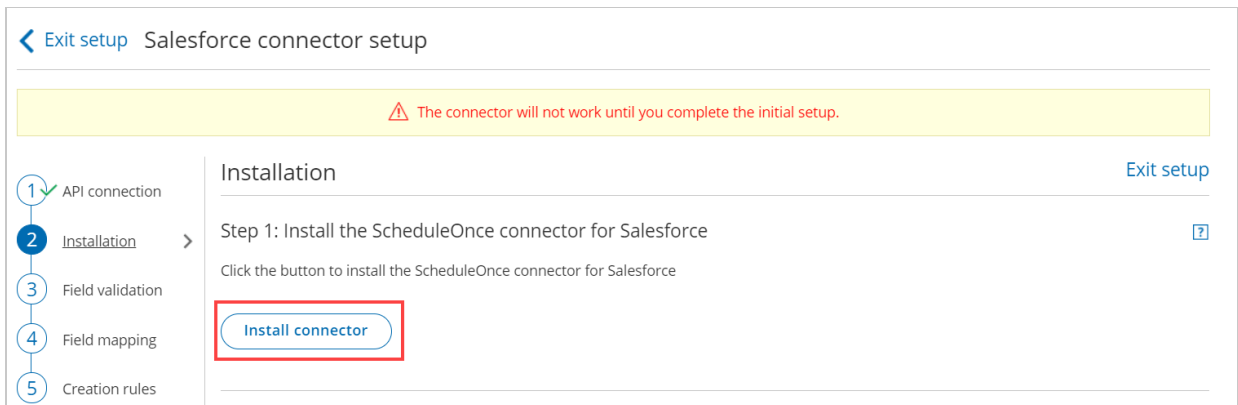 Exit setup Salesforce connector setup
The connector will not work until you complete the initial setup.
1 API connection
2 Installation
3 Field validation
4 Field mapping
5 Creation rules
Installation
Exit setup
Step 1: Install the ScheduleOnce connector for Salesforce
?
Click the button to install the ScheduleOnce connector for Salesforce
Install connector